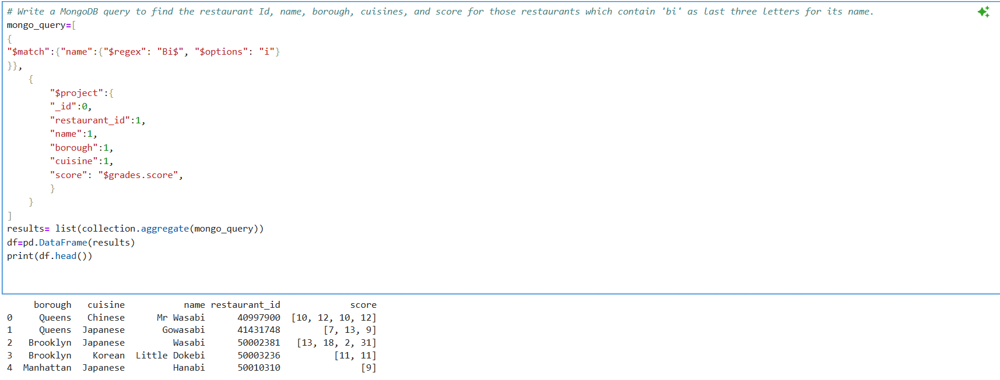 # Write a MongoDB query to find the restaurant Id, name, borough, cuisines, and score for those restaurants which contain 'bi' as last three letters for its name.
mongo_query=[
{
"$match":{"name":{"$regex": "Bi$", "$options": "i"}
}},
    {
        "$project":{
        "_id":0,
        "restaurant_id":1,
        "name":1,
        "borough":1,
        "cuisine":1,
        "score": "$grades.score",
        }
    }
]
results= list(collection.aggregate(mongo_query))
df=pd.DataFrame(results)
print(df.head())
     borough   cuisine           name restaurant_id             score
0     Queens   Chinese      Mr Wasabi      40997900  [10, 12, 10, 12]
1     Queens  Japanese       Gowasabi      41431748        [7, 13, 9]
2   Brooklyn  Japanese         Wasabi      50002381   [13, 18, 2, 31]
3   Brooklyn    Korean  Little Dokebi      50003236          [11, 11]
4  Manhattan  Japanese         Hanabi      50010310               [9]